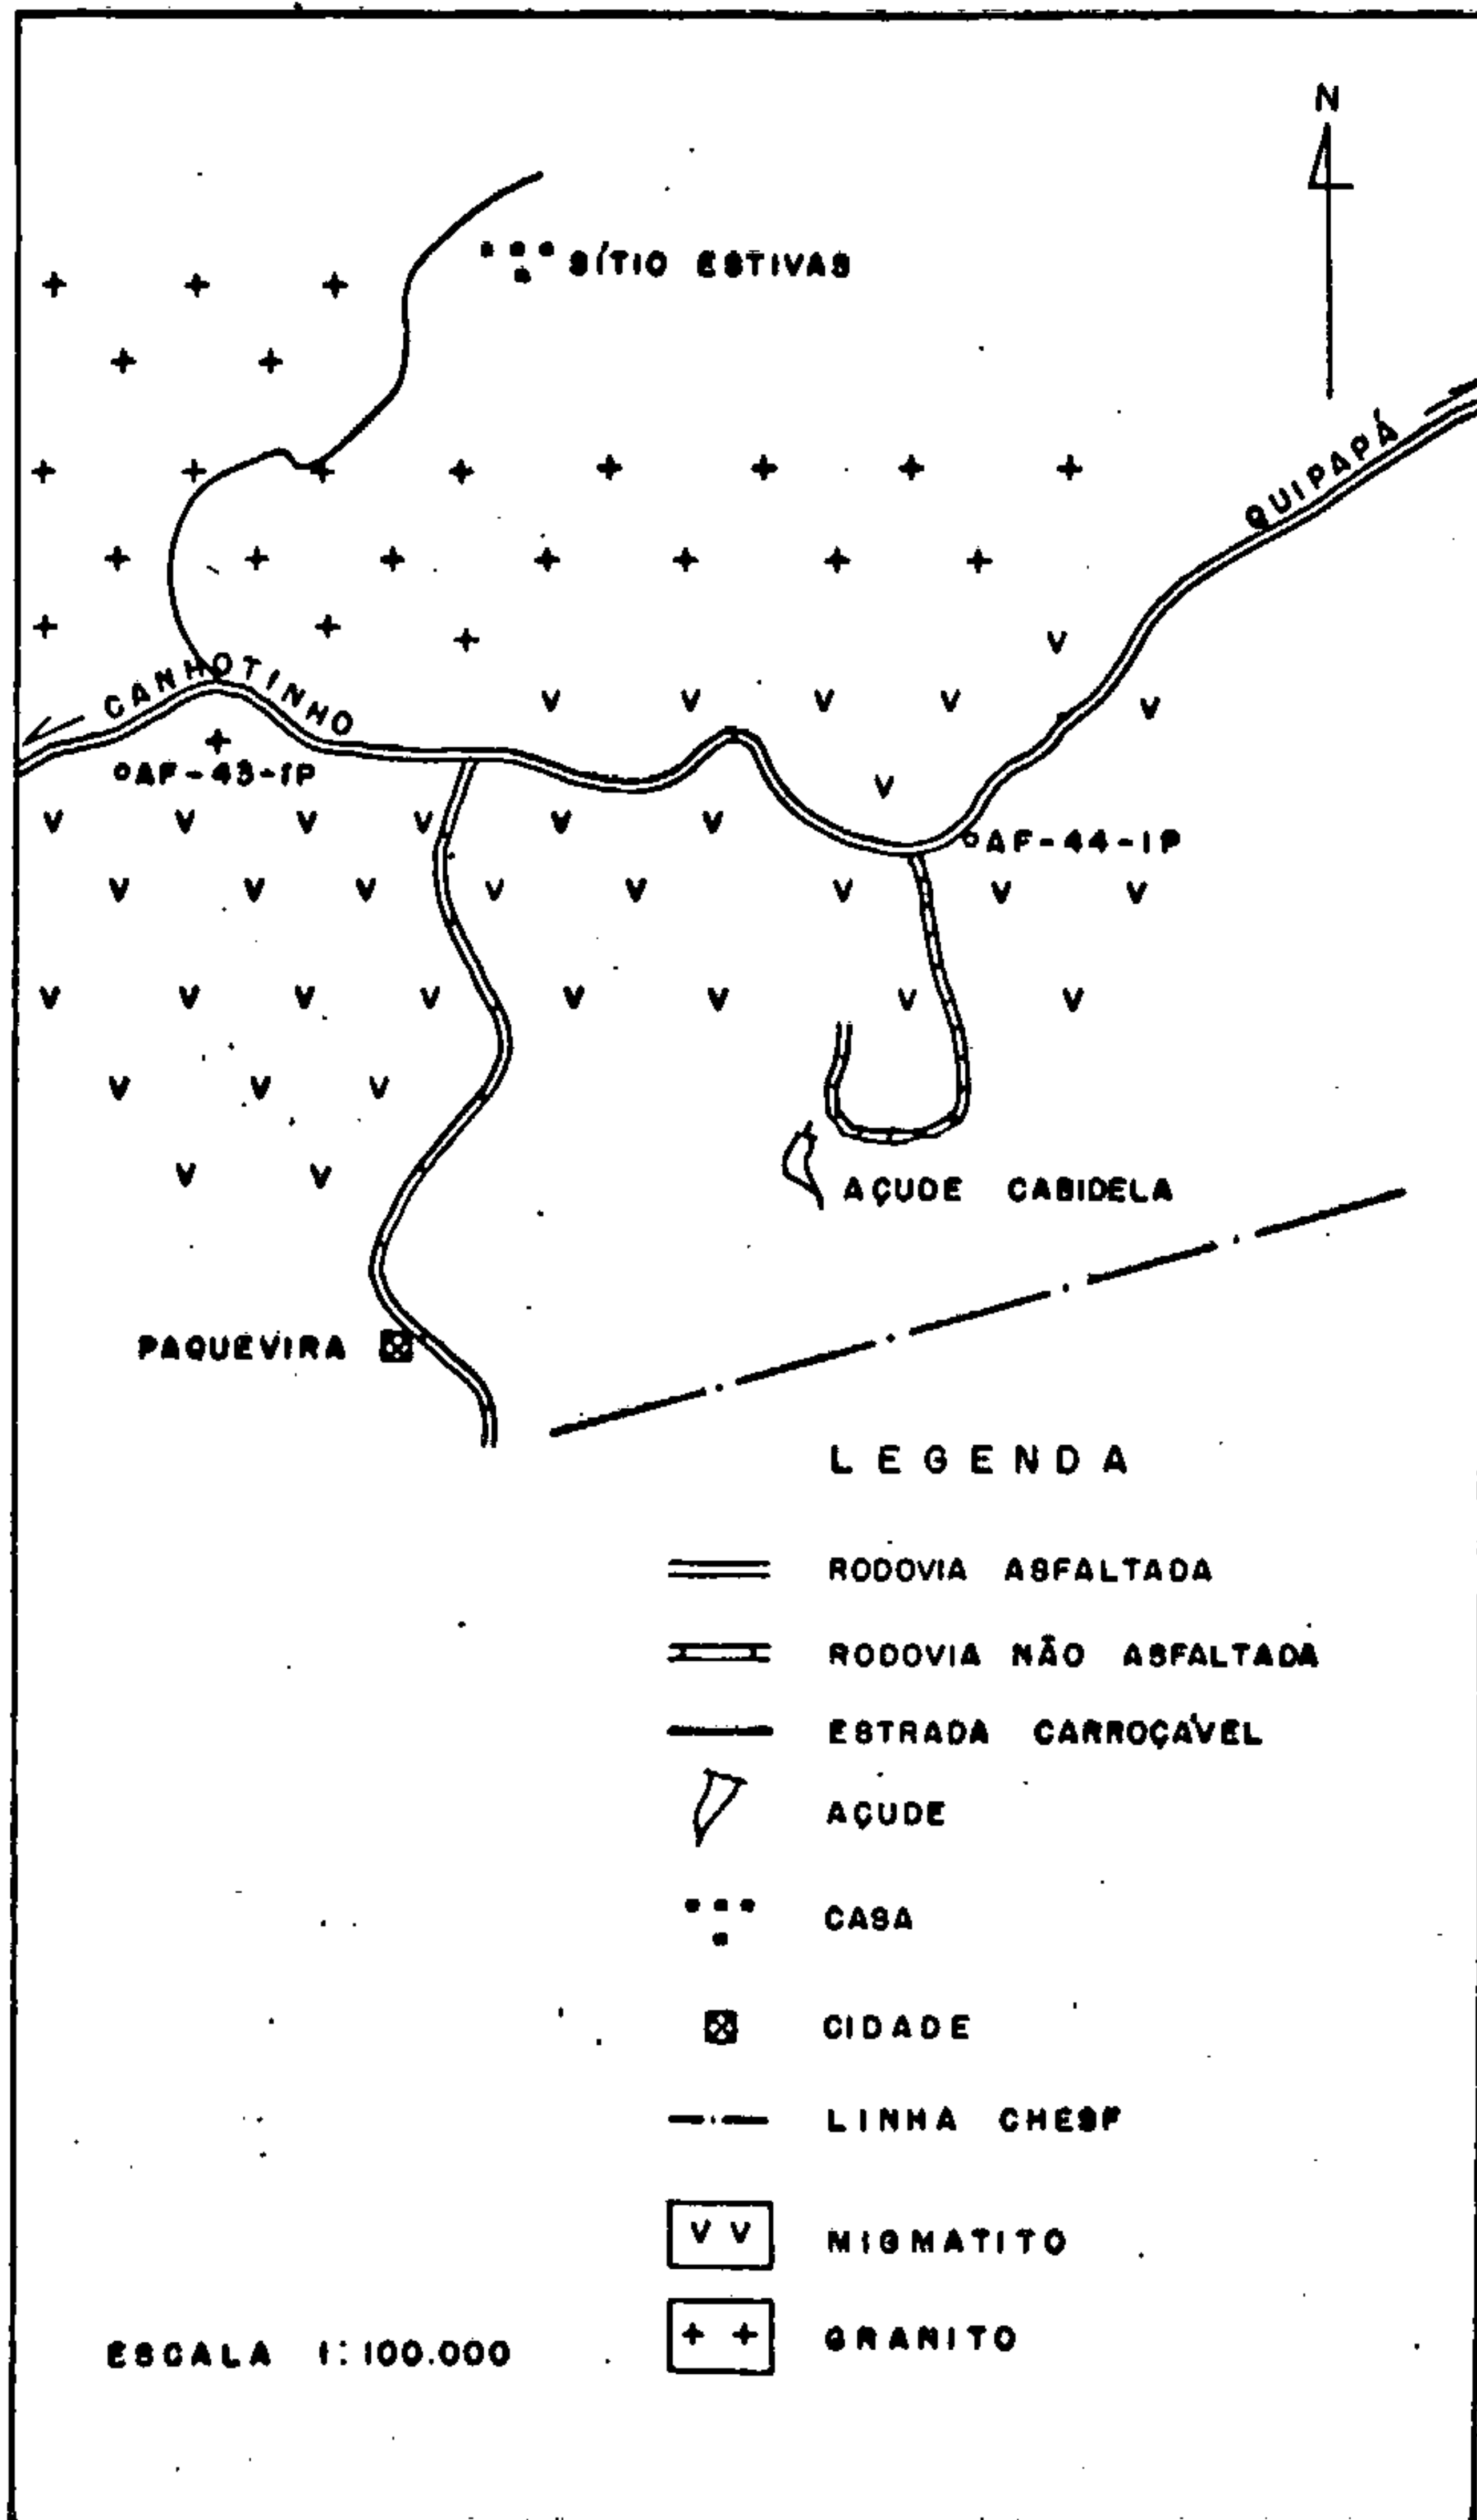 N
SÍTIO ESTIVAS
QUIPAPÁ
CANHOTINHO
AF-43-IP
AF-44-IP
AÇUDE CABIDELA
PAQUEVIRA
LEGENDA
RODOVIA ASFALTADA
RODOVIA NÃO ASFALTADA
ESTRADA CARROÇÁVEL
AÇUDE
CASA
CIDADE
LINHA CHESF
V V MIGMATITO
+ + GRANITO
ESCALA 1:100.000